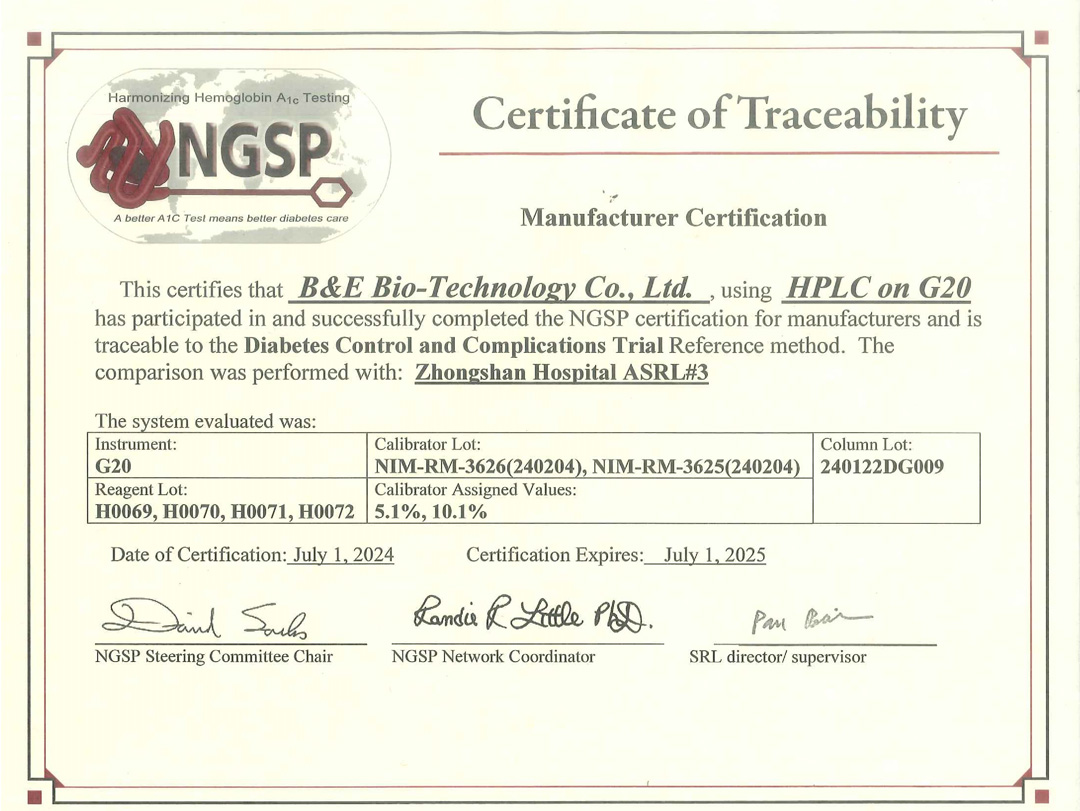 Harmonizing Hemoglobin A1c Testing
NGSP
A better A1C Test means better diabetes care
Certificate of Traceability
Manufacturer Certification
This certifies that B&E Bio-Technology Co., Ltd. , using HPLC on G20
has participated in and successfully completed the NGSP certification for manufacturers and is
traceable to the Diabetes Control and Complications Trial Reference method. The
comparison was performed with: Zhongshan Hospital ASRL#3
The system evaluated was:
Instrument:
G20
Calibrator Lot:
NIM-RM-3626(240204), NIM-RM-3625(240204)
Column Lot:
240122DG009
Reagent Lot:
H0069, H0070, H0071, H0072
Calibrator Assigned Values:
5.1%, 10.1%
Date of Certification: July 1, 2024
Certification Expires: July 1, 2025
David Sacks
Randie R Little PhD.
NGSP Steering Committee Chair
NGSP Network Coordinator
SRL director/ supervisor